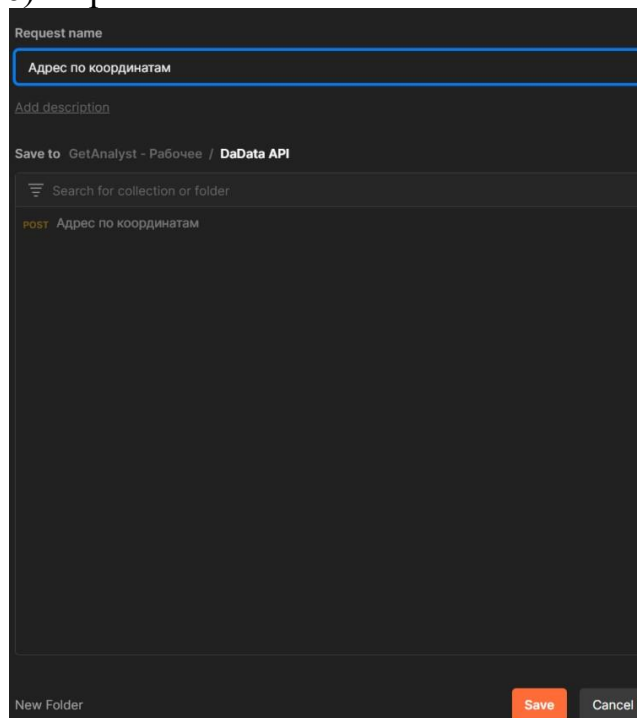 Request name
Адрес по координатам
Add description
Save to GetAnalyst - Рабочее / DaData API
Search for collection or folder
POST Адрес по координатам
New Folder Save Cancel